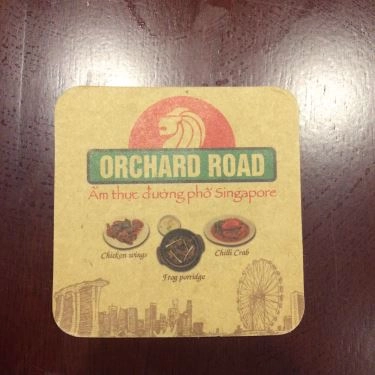 ORCHARD ROAD
Ẩm thực đường phố Singapore
Chicken wings
Chilli Crab
Frog porridge